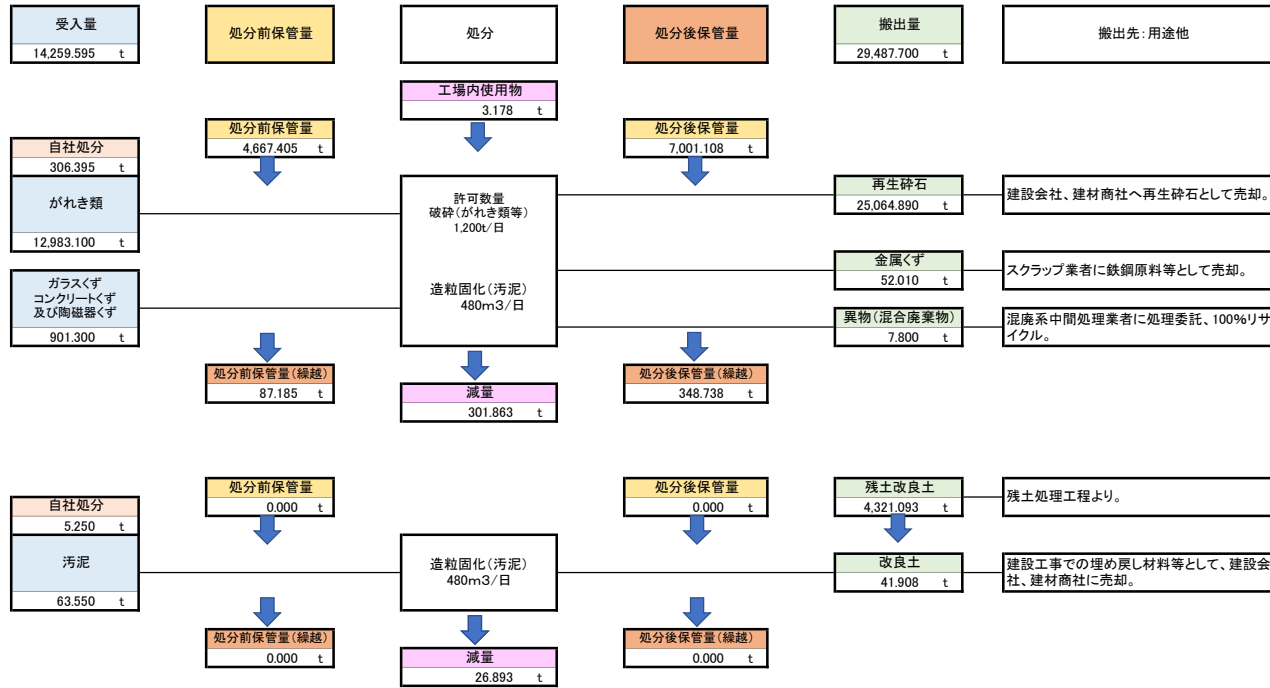 受入量
14,259.595 t
処分前保管量
処分
処分後保管量
搬出量
29,487.700 t
搬出先:用途他
工場内使用物
3.178 t
処分前保管量
4,667.405 t
処分後保管量
7,001.108 t
自社処分
306.395 t
がれき類
12,983.100 t
許可数量
破砕(がれき類等)
1,200t/日
造粒固化(汚泥)
480m3/日
再生砕石
25,064.890 t
建設会社、建材商社へ再生砕石として売却。
金属くず
52.010 t
スクラップ業者に鉄鋼原料等として売却。
ガラスくず
コンクリートくず
及び陶磁器くず
901.300 t
異物(混合廃棄物)
7.800 t
混廃系中間処理業者に処理委託、100%リサ
イクル。
処分前保管量(繰越)
87.185 t
減量
301.863 t
処分後保管量(繰越)
348.738 t
処分前保管量
0.000 t
処分後保管量
0.000 t
残土改良土
4,321.093 t
残土処理工程より。
自社処分
5.250 t
汚泥
63.550 t
造粒固化(汚泥)
480m3/日
改良土
41.908 t
建設工事での埋め戻し材料等として、建設会
社、建材商社に売却。
処分前保管量(繰越)
0.000 t
減量
26.893 t
処分後保管量(繰越)
0.000 t